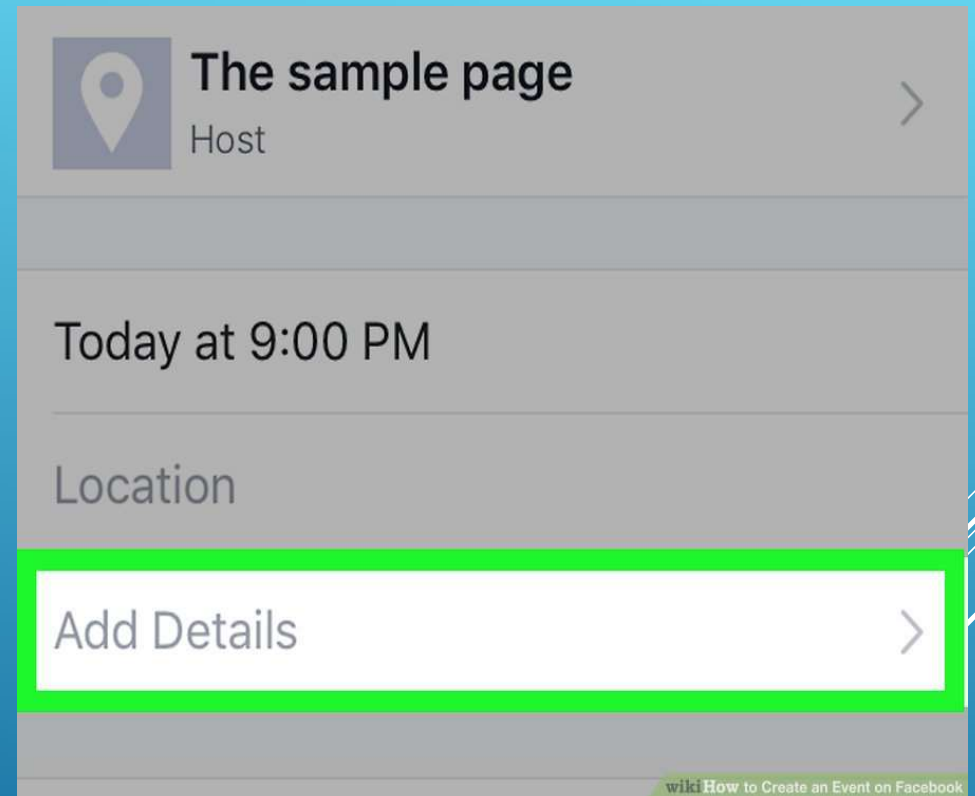 The sample page
Host
Today at 9:00 PM
Location
Add Details
wikiHow to Create an Event on Facebook